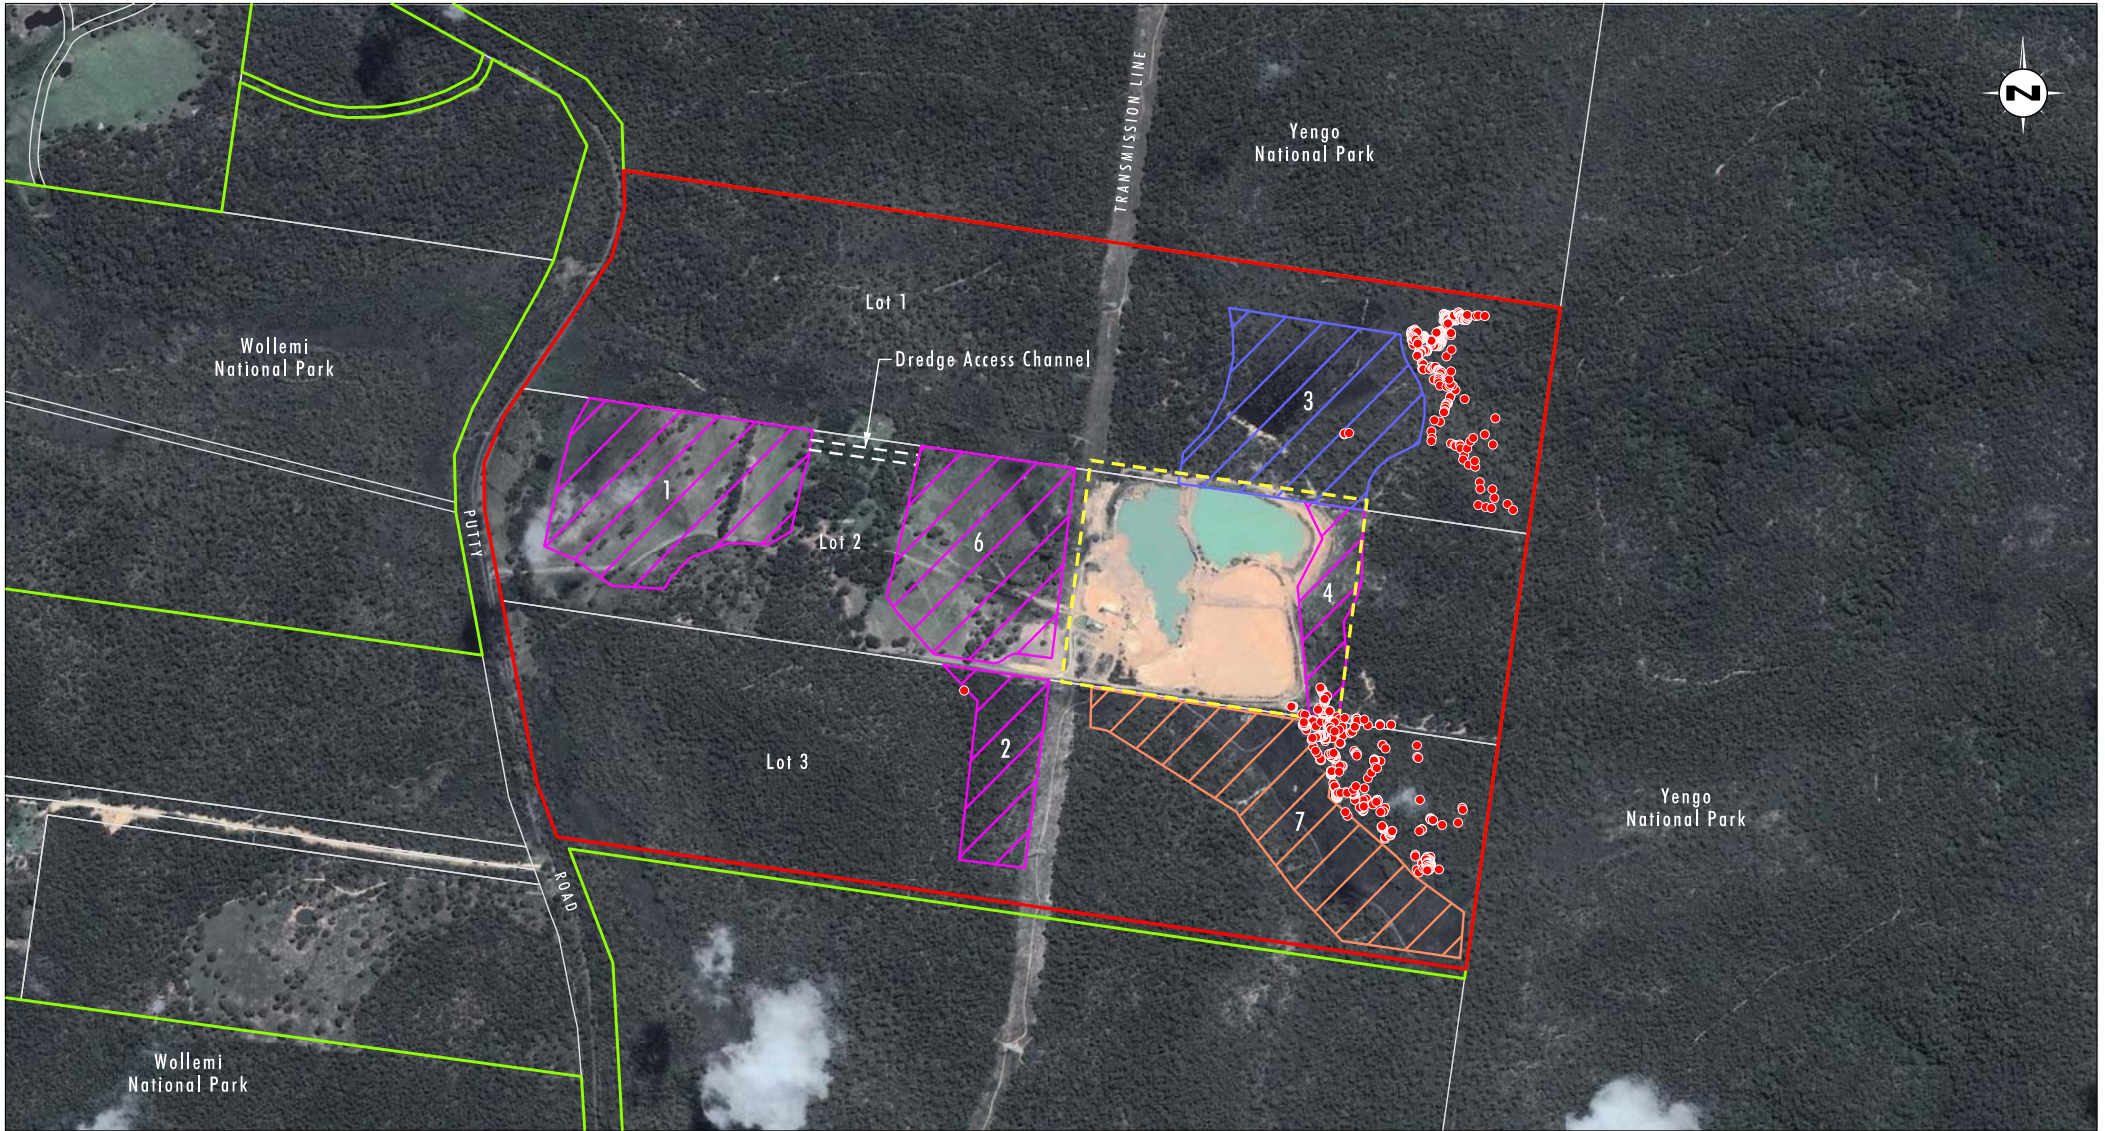 TRANSMISSION LINE
Yengo
National Park
N
Lot 1
Wollemi
National Park
Dredge Access Channel
3
1
PUTTY
Lot 2
6
4
2
Lot 3
7
Yengo
National Park
ROAD
Wollemi
National Park